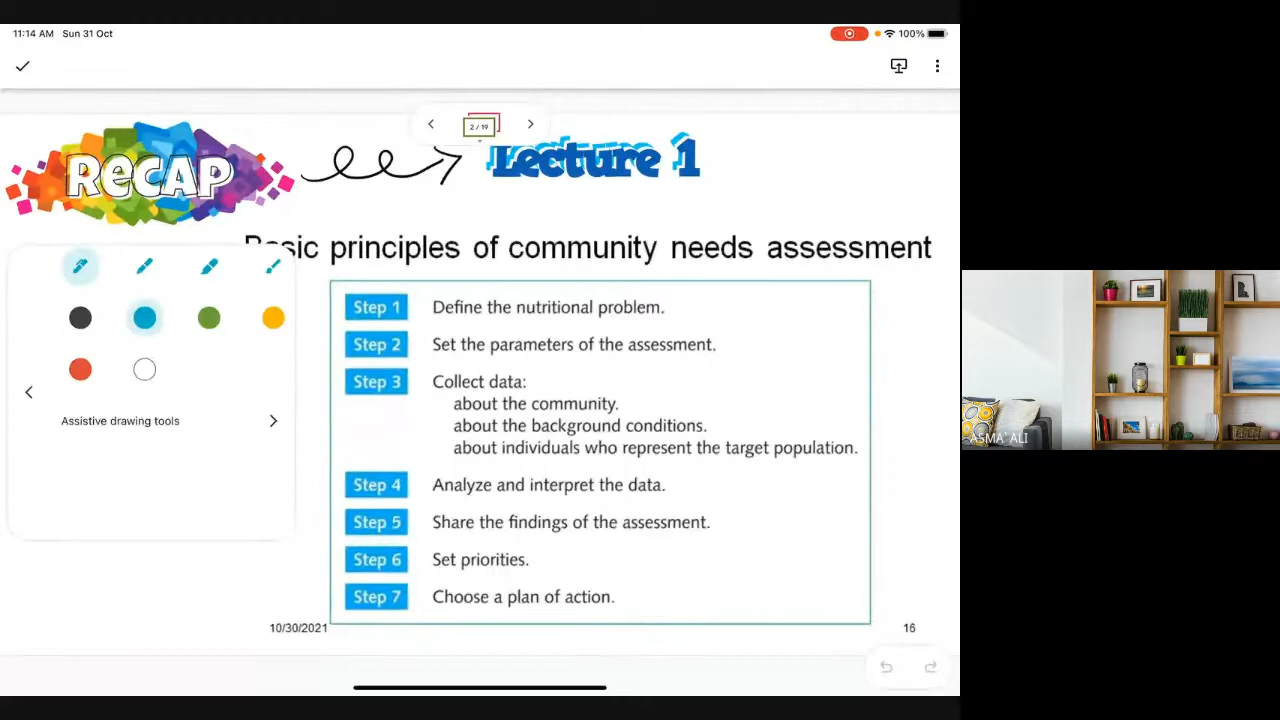 11:14 AM Sun 31 Oct
100%
2 / 19
RECAP
Lecture 1
Basic principles of community needs assessment
Assistive drawing tools
Step 1 Define the nutritional problem.
Step 2 Set the parameters of the assessment.
Step 3 Collect data:
about the community.
about the background conditions.
about individuals who represent the target population.
Step 4 Analyze and interpret the data.
Step 5 Share the findings of the assessment.
Step 6 Set priorities.
Step 7 Choose a plan of action.
10/30/2021
16
ASMA` ALI